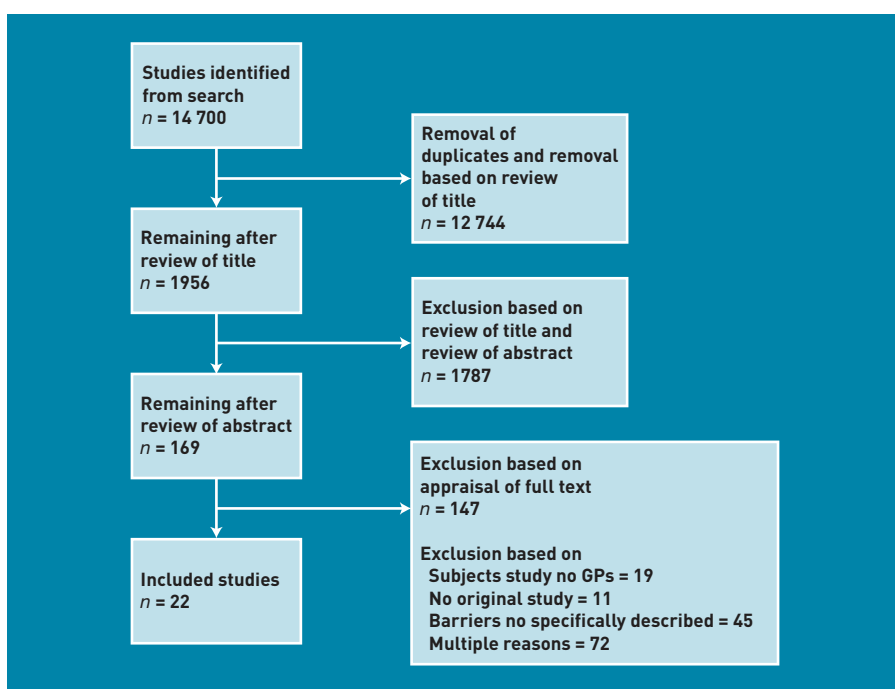 Studies identified
from search
n = 14 700
Removal of
duplicates and removal
based on review
of title
n = 12 744
Remaining after
review of title
n = 1956
Exclusion based on
review of title and
review of abstract
n = 1787
Remaining after
review of abstract
n = 169
Exclusion based on
appraisal of full text
n = 147
Exclusion based on
Subjects study no GPs = 19
No original study = 11
Barriers no specifically described = 45
Multiple reasons = 72
Included studies
n = 22